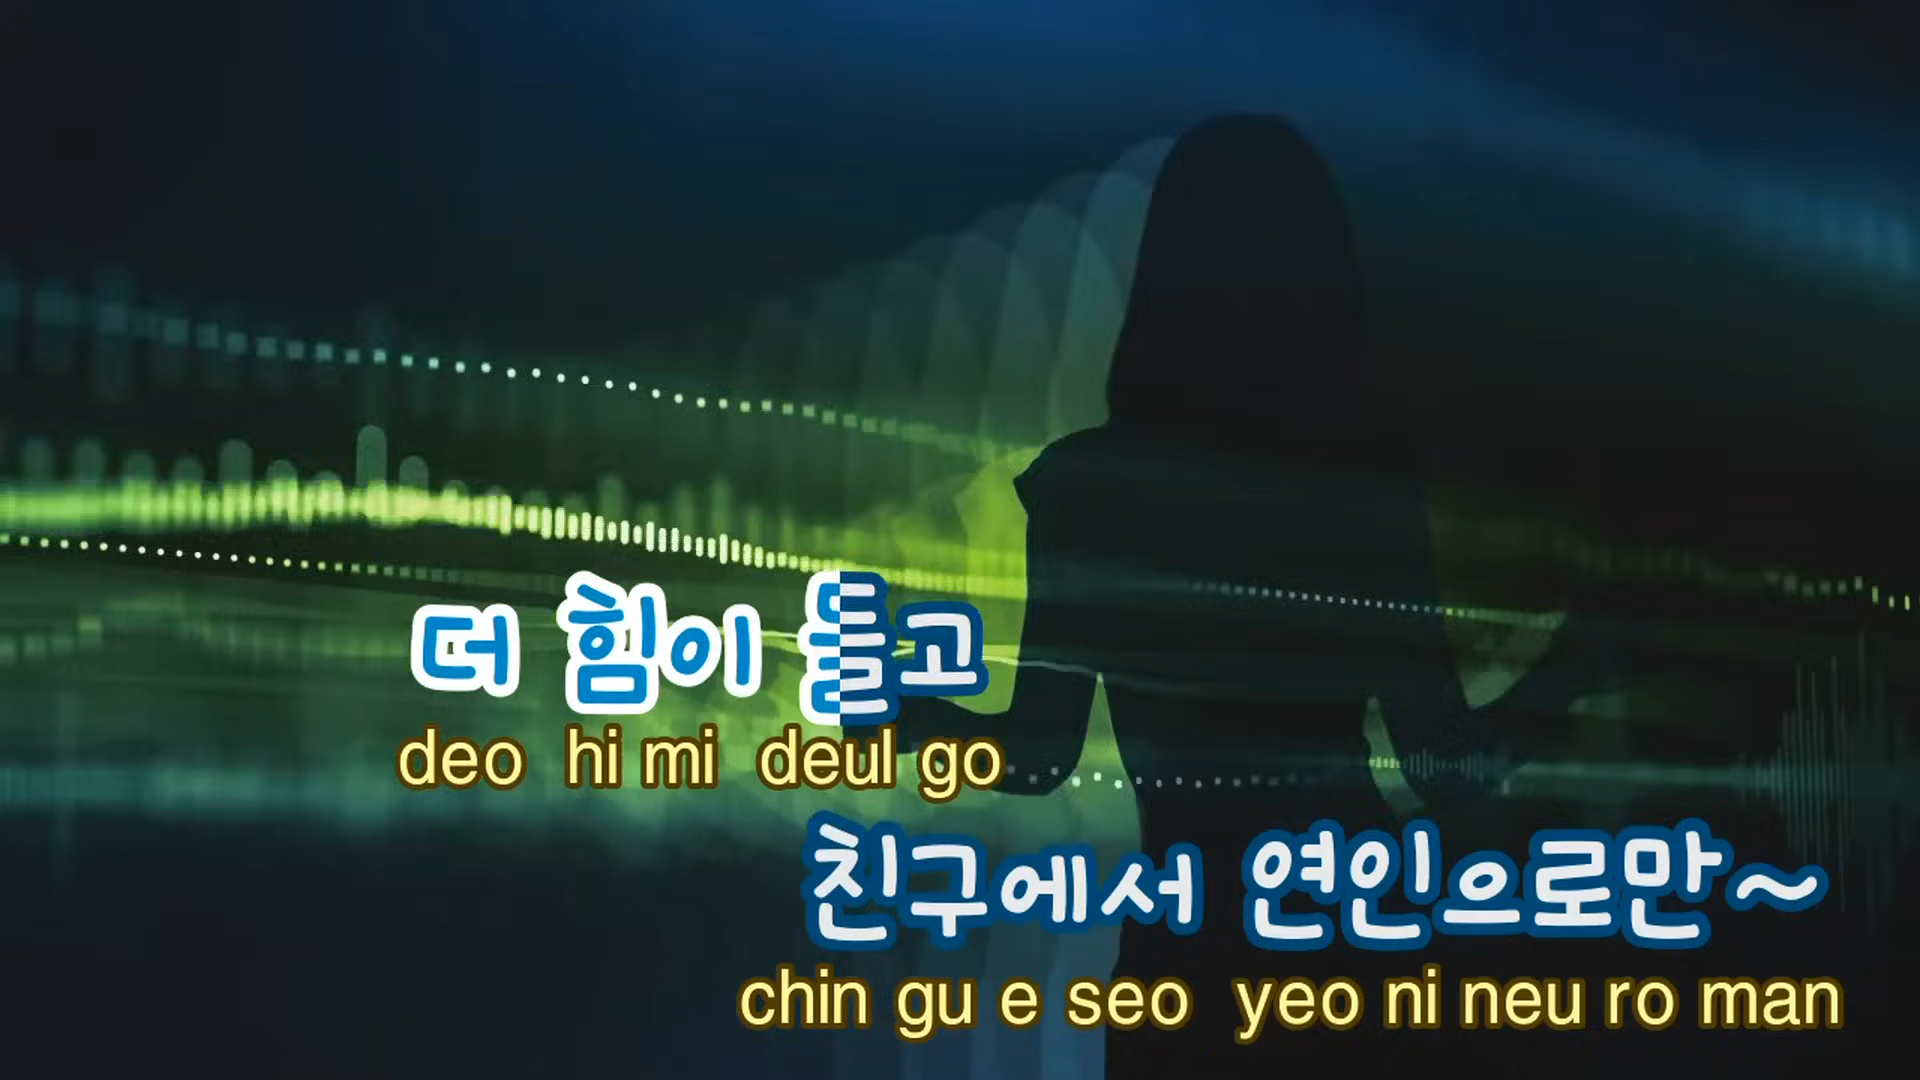 더 힘이 들고
deo hi mi deul go
친구에서 연인으로만~
chin gu e seo yeo ni neu ro man